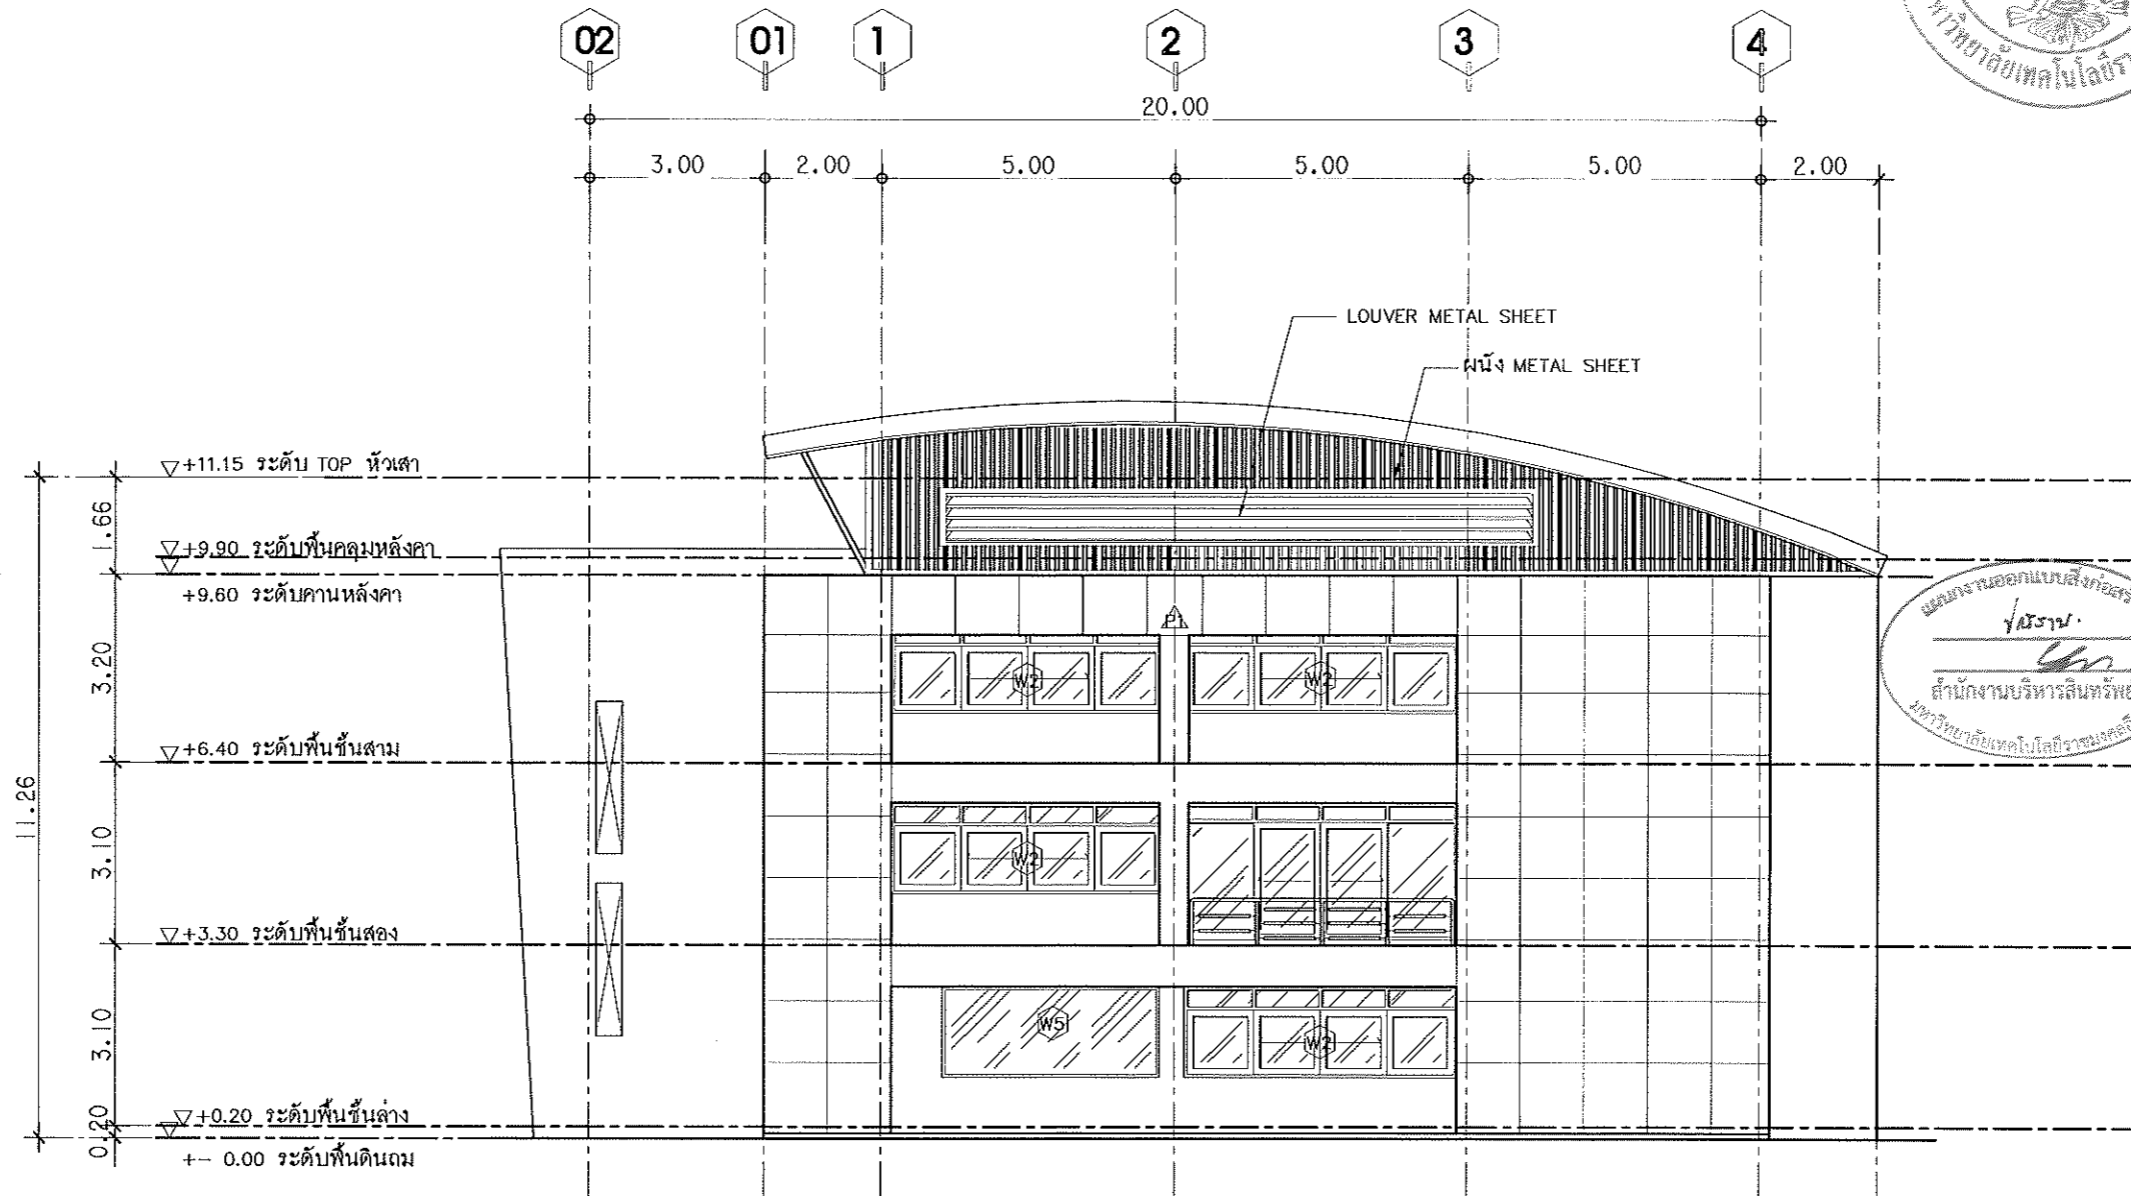 02 01 1 2 3 4
20.00
3.00 2.00 5.00 5.00 5.00 2.00
LOUVER METAL SHEET
ผนัง METAL SHEET
+11.15 ระดับ TOP หัวเสา
1.66
+9.90 ระดับพื้นคลุมหลังคา
+9.60 ระดับคานหลังคา
P1
3.20
W2 W2
+6.40 ระดับพื้นชั้นสาม
11.26
3.10
W2
+3.30 ระดับพื้นชั้นสอง
3.10
W5 W2
0.20
+0.20 ระดับพื้นชั้นล่าง
+- 0.00 ระดับพื้นดินถม
สำนักงานบริหารสินทรัพย์